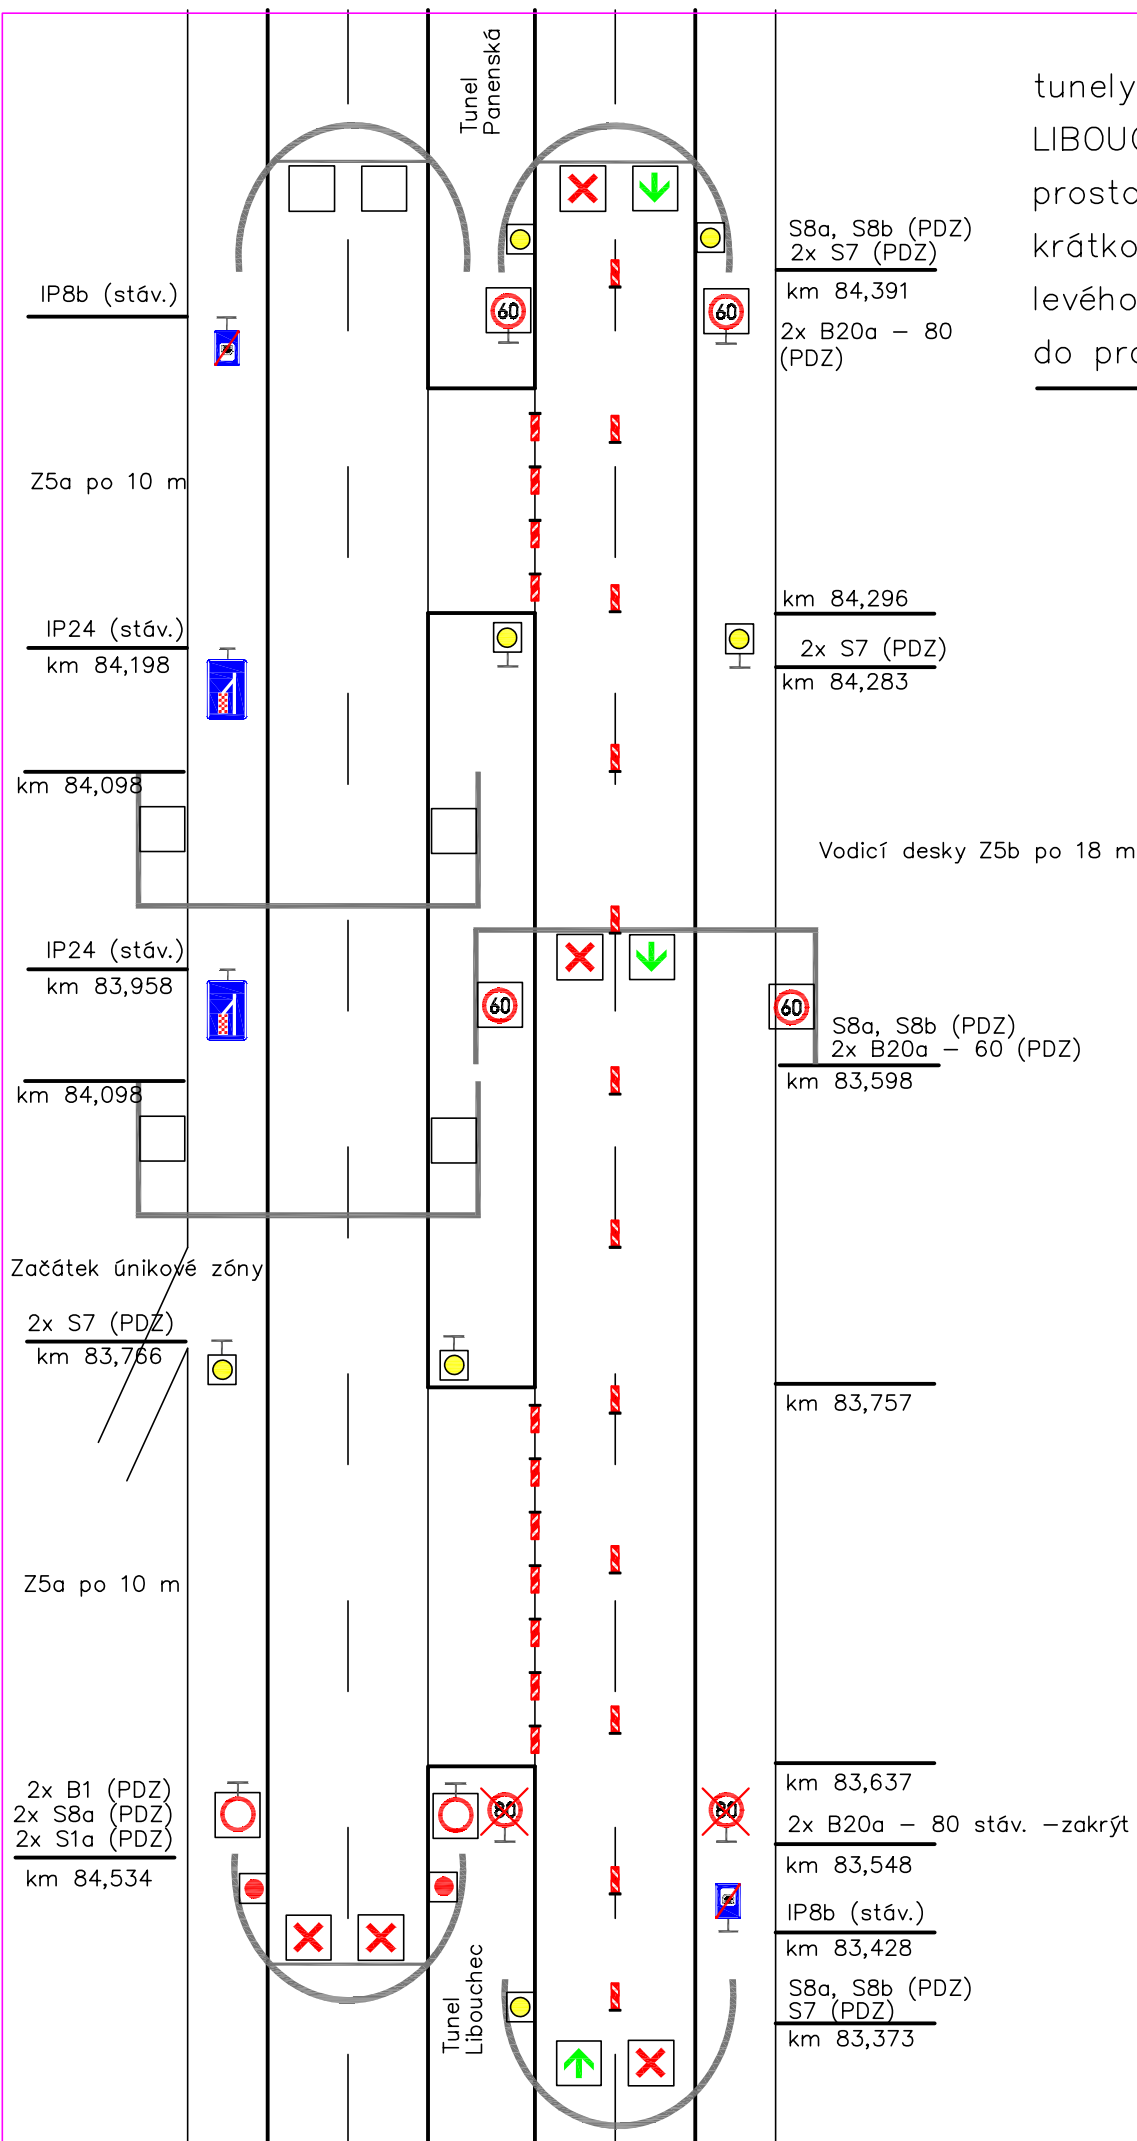 Tunel
Panenská
tunely
LIBOUC
prosto
krátko
levého
do pro
S8a, S8b (PDZ)
2x S7 (PDZ)
km 84,391
2x B20a – 80
(PDZ)
IP8b (stáv.)
60
60
Z5a po 10 m
km 84,296
2x S7 (PDZ)
km 84,283
IP24 (stáv.)
km 84,198
km 84,098
Vodicí desky Z5b po 18 m
IP24 (stáv.)
km 83,958
60
60
S8a, S8b (PDZ)
2x B20a – 60 (PDZ)
km 83,598
km 84,098
Začátek únikové zóny
2x S7 (PDZ)
km 83,766
km 83,757
Z5a po 10 m
2x B1 (PDZ)
2x S8a (PDZ)
2x S1a (PDZ)
km 84,534
80
80
km 83,637
2x B20a – 80 stáv. –zakrýt
km 83,548
IP8b (stáv.)
km 83,428
Tunel
Libouchec
S8a, S8b (PDZ)
S7 (PDZ)
km 83,373